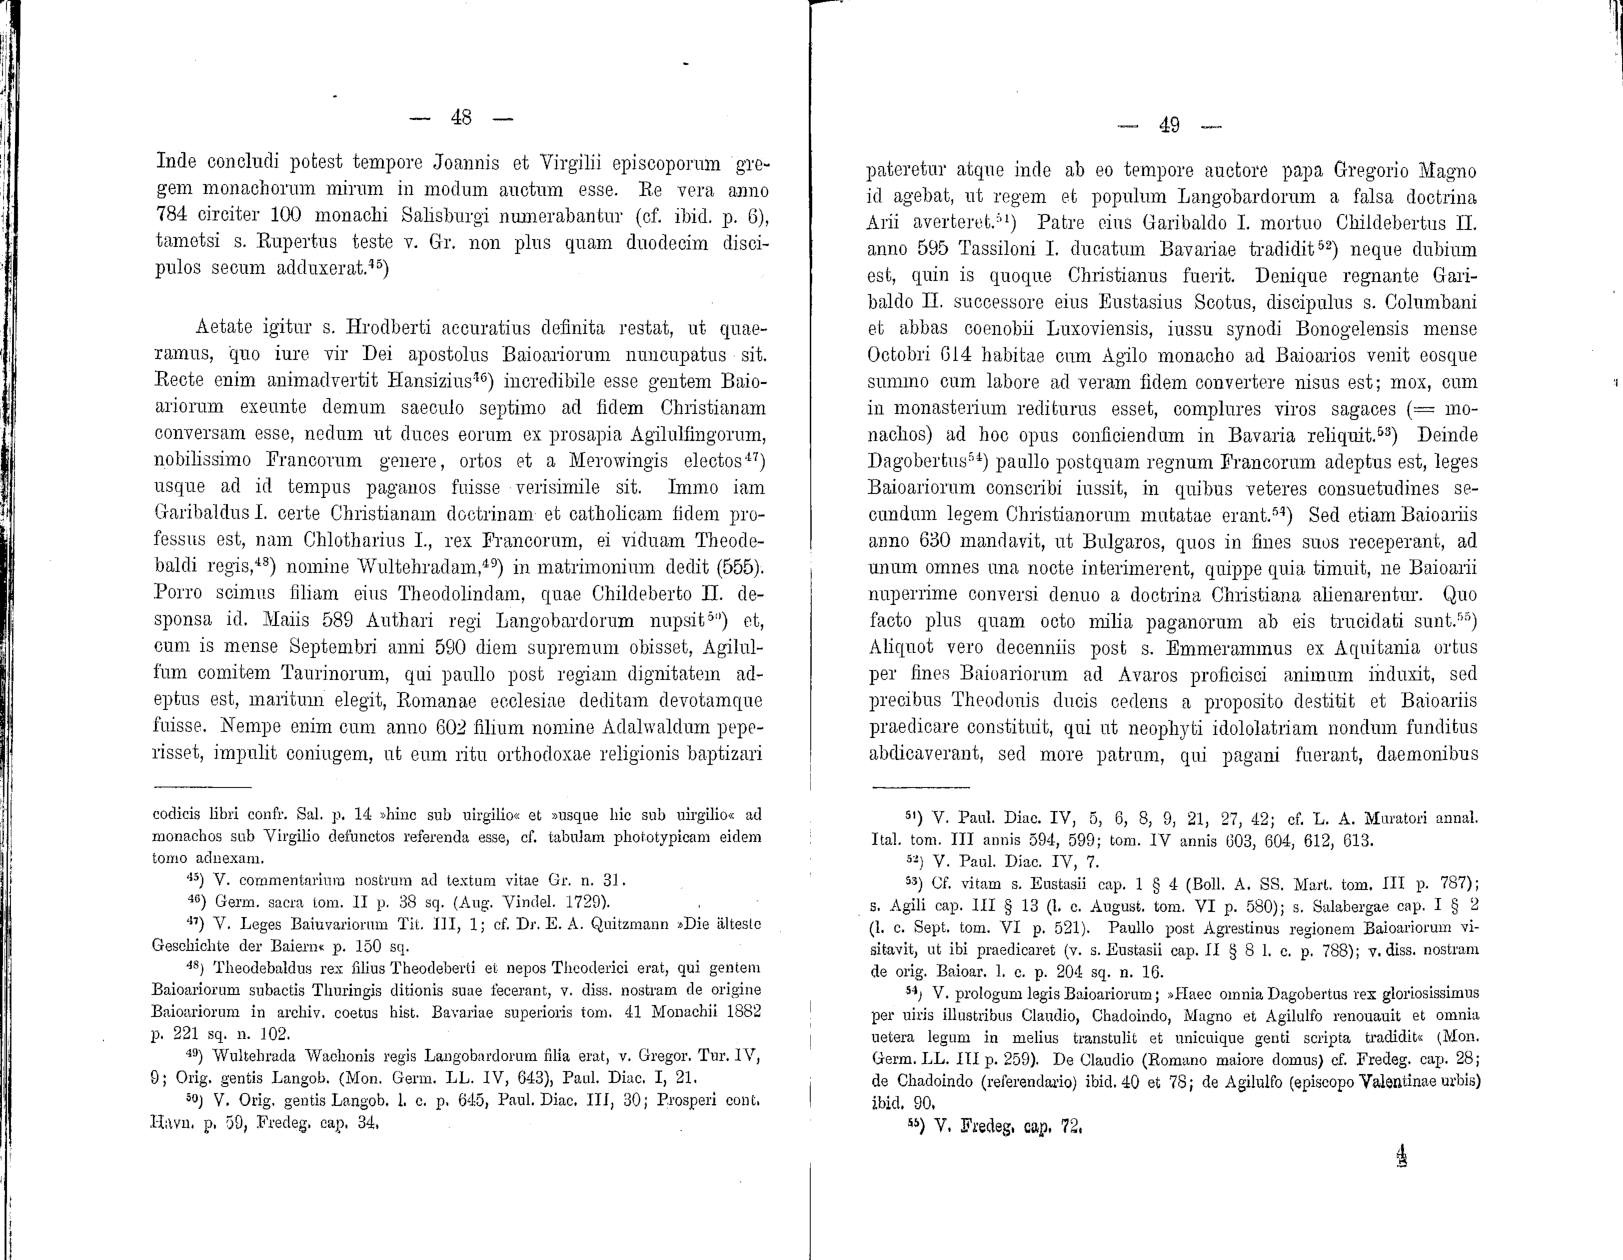 — 48 —
Inde concludi potest tempore Joannis et Virgilii episcoporum gre-
gem monachorum mirum in modum auctum esse. Re vera anno
784 circiter 100 monachi Salisburgi numerabantur (cf. ibid. p. 6),
tametsi s. Rupertus teste v. Gr. non plus quam duodecim disci-
pulos secum adduxerat.⁴⁵)
Aetate igitur s. Hrodberti accuratius definita restat, ut quae-
ramus, quo iure vir Dei apostolus Baioariorum nuncupatus sit.
Recte enim animadvertit Hansizius⁴⁶) incredibile esse gentem Baio-
ariorum exeunte demum saeculo septimo ad fidem Christianam
conversam esse, nedum ut duces eorum ex prosapia Agilulfingorum,
nobilissimo Francorum genere, ortos et a Merowingis electos⁴⁷)
usque ad id tempus paganos fuisse verisimile sit. Immo iam
Garibaldus I. certe Christianam doctrinam et catholicam fidem pro-
fessus est, nam Chlotharius I., rex Francorum, ei viduam Theode-
baldi regis,⁴⁸) nomine Wultehradam,⁴⁹) in matrimonium dedit (555).
Porro scimus filiam eius Theodolindam, quae Childeberto II. de-
sponsa id. Maiis 589 Authari regi Langobardorum nupsit⁵⁰) et,
cum is mense Septembri anni 590 diem supremum obisset, Agilul-
fum comitem Taurinorum, qui paullo post regiam dignitatem ad-
eptus est, maritum elegit, Romanae ecclesiae deditam devotamque
fuisse. Nempe enim cum anno 602 filium nomine Adalwaldum pepe-
risset, impulit coniugem, ut eum ritu orthodoxae religionis baptizari
codicis libri confr. Sal. p. 14 »hinc sub uirgilio« et »usque hic sub uirgilio« ad
monachos sub Virgilio defunctos referenda esse, cf. tabulam phototypicam eidem
tomo adnexam.
⁴⁵) V. commentarium nostrum ad textum vitae Gr. n. 31.
⁴⁶) Germ. sacra tom. II p. 38 sq. (Aug. Vindel. 1729).
⁴⁷) V. Leges Baiuvariorum Tit. III, 1; cf. Dr. E. A. Quitzmann »Die älteste
Geschichte der Baiern« p. 150 sq.
⁴⁸) Theodebaldus rex filius Theodeberti et nepos Theoderici erat, qui gentem
Baioariorum subactis Thuringis ditionis suae fecerant, v. diss. nostram de origine
Baioariorum in archiv. coetus hist. Bavariae superioris tom. 41 Monachii 1882
p. 221 sq. n. 102.
⁴⁹) Wultehrada Wachonis regis Langobardorum filia erat, v. Gregor. Tur. IV,
9; Orig. gentis Langob. (Mon. Germ. LL. IV, 643), Paul. Diac. I, 21.
⁵⁰) V. Orig. gentis Langob. l. c. p. 645, Paul. Diac. III, 30; Prosperi cont.
Havn. p. 59, Fredeg. cap. 34.
— 49 —
pateretur atque inde ab eo tempore auctore papa Gregorio Magno
id agebat, ut regem et populum Langobardorum a falsa doctrina
Arii averteret.⁵¹) Patre eius Garibaldo I. mortuo Childebertus II.
anno 595 Tassiloni I. ducatum Bavariae tradidit⁵²) neque dubium
est, quin is quoque Christianus fuerit. Denique regnante Gari-
baldo II. successore eius Eustasius Scotus, discipulus s. Columbani
et abbas coenobii Luxoviensis, iussu synodi Bonogelensis mense
Octobri 614 habitae cum Agilo monacho ad Baioarios venit eosque
summo cum labore ad veram fidem convertere nisus est; mox, cum
in monasterium rediturus esset, complures viros sagaces (= mo-
nachos) ad hoc opus conficiendum in Bavaria reliquit.⁵³) Deinde
Dagobertus⁵⁴) paullo postquam regnum Francorum adeptus est, leges
Baioariorum conscribi iussit, in quibus veteres consuetudines se-
cundum legem Christianorum mutatae erant.⁵⁴) Sed etiam Baioariis
anno 630 mandavit, ut Bulgaros, quos in fines suos receperant, ad
unum omnes una nocte interimerent, quippe quia timuit, ne Baioarii
nuperrime conversi denuo a doctrina Christiana alienarentur. Quo
facto plus quam octo milia paganorum ab eis trucidati sunt.⁵⁵)
Aliquot vero decenniis post s. Emmerammus ex Aquitania ortus
per fines Baioariorum ad Avaros proficisci animum induxit, sed
precibus Theodonis ducis cedens a proposito destitit et Baioariis
praedicare constituit, qui ut neophyti idololatriam nondum funditus
abdicaverant, sed more patrum, qui pagani fuerant, daemonibus
⁵¹) V. Paul. Diac. IV, 5, 6, 8, 9, 21, 27, 42; cf. L. A. Muratori annal.
Ital. tom. III annis 594, 599; tom. IV annis 603, 604, 612, 613.
⁵²) V. Paul. Diac. IV, 7.
⁵³) Cf. vitam s. Eustasii cap. 1 § 4 (Boll. A. SS. Mart. tom. III p. 787);
s. Agili cap. III § 13 (l. c. August. tom. VI p. 580); s. Salabergae cap. I § 2
(l. c. Sept. tom. VI p. 521). Paullo post Agrestinus regionem Baioariorum vi-
sitavit, ut ibi praedicaret (v. s. Eustasii cap. II § 8 l. c. p. 788); v. diss. nostram
de orig. Baioar. l. c. p. 204 sq. n. 16.
⁵⁴) V. prologum legis Baioariorum; »Haec omnia Dagobertus rex gloriosissimus
per uiris illustribus Claudio, Chadoindo, Magno et Agilulfo renouauit et omnia
uetera legum in melius transtulit et unicuique genti scripta tradidit« (Mon.
Germ. LL. III p. 259). De Claudio (Romano maiore domus) cf. Fredeg. cap. 28;
de Chadoindo (referendario) ibid. 40 et 78; de Agilulfo (episcopo Valentinae urbis)
ibid. 90.
⁵⁵) V. Fredeg. cap. 72.
4